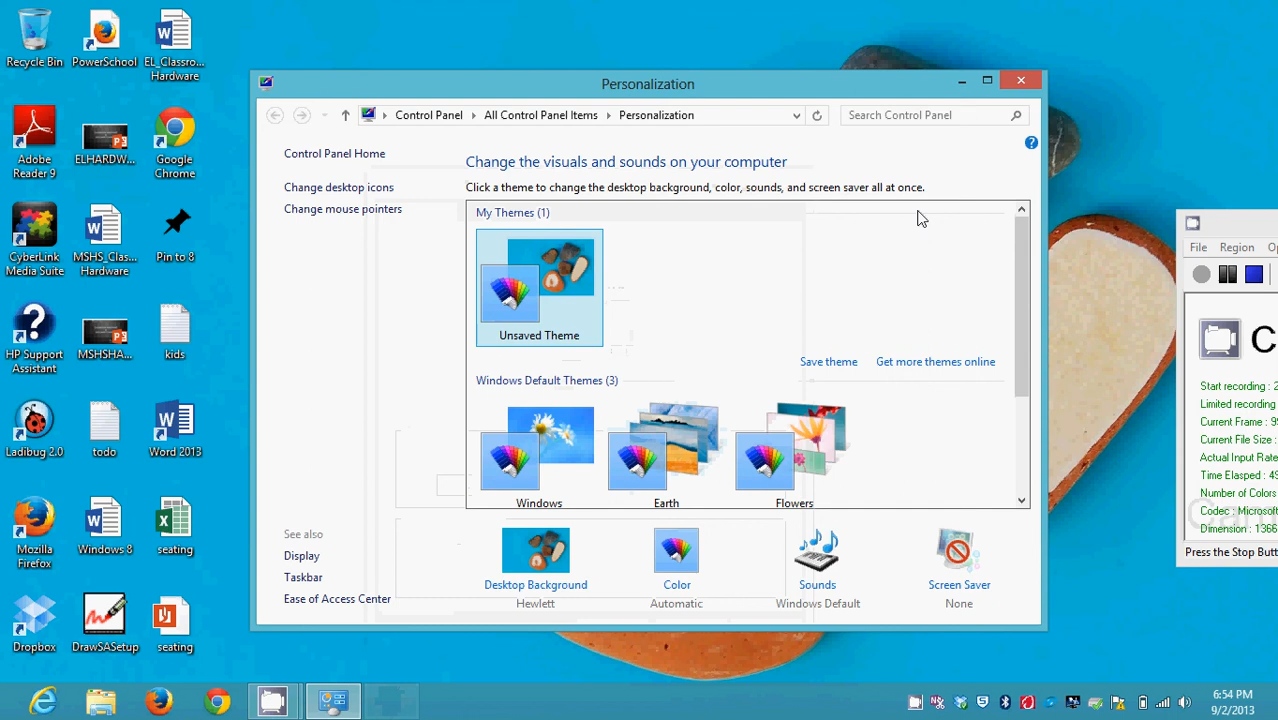 Recycle Bin
PowerSchool
EL_Classro...
Hardware
Adobe
Reader 9
ELHARDW...
Google
Chrome
CyberLink
Media Suite
MSHS_Clas...
Hardware
Pin to 8
HP Support
Assistant
MSHSHA...
kids
Ladibug 2.0
todo
Word 2013
Mozilla
Firefox
Windows 8
seating
Dropbox
DrawSASetup
seating
Personalization
Control Panel
All Control Panel Items
Personalization
Search Control Panel
Control Panel Home
Change desktop icons
Change mouse pointers
Change the visuals and sounds on your computer
Click a theme to change the desktop background, color, sounds, and screen saver all at once.
My Themes (1)
Unsaved Theme
Save theme
Get more themes online
Windows Default Themes (3)
Windows
Earth
Flowers
See also
Display
Taskbar
Ease of Access Center
Desktop Background
Hewlett
Color
Automatic
Sounds
Windows Default
Screen Saver
None
File Region
Start recording : 2
Limited recording
Current Frame : 9
Current File Size
Actual Input Rate
Time Elasped : 4
Number of Colors
Codec : Microsof
Dimension : 1366
Press the Stop Butt
6:54 PM
9/2/2013